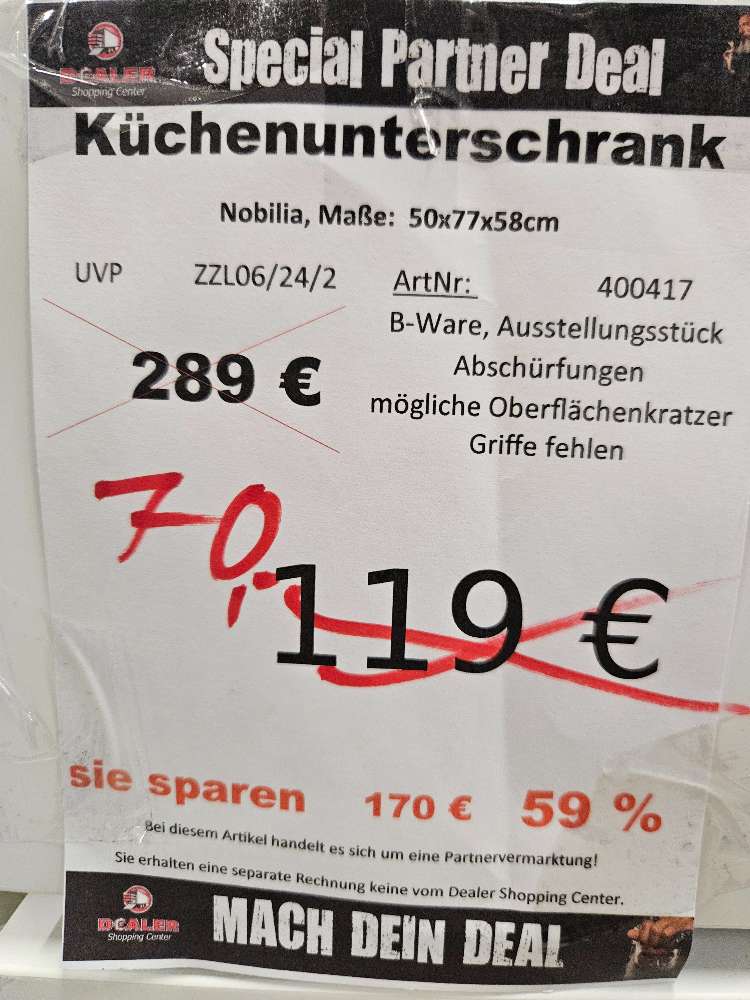 DEALER
Shopping Center
Special Partner Deal
Küchenunterschrank
Nobilia, Maße: 50x77x58cm
UVP ZZL06/24/2 ArtNr: 400417
B-Ware, Ausstellungsstück
289 €
Abschürfungen
mögliche Oberflächenkratzer
Griffe fehlen
70,-
119 €
sie sparen 170 € 59 %
Bei diesem Artikel handelt es sich um eine Partnervermarktung!
Sie erhalten eine separate Rechnung keine vom Dealer Shopping Center.
DEALER
Shopping Center
MACH DEIN DEAL